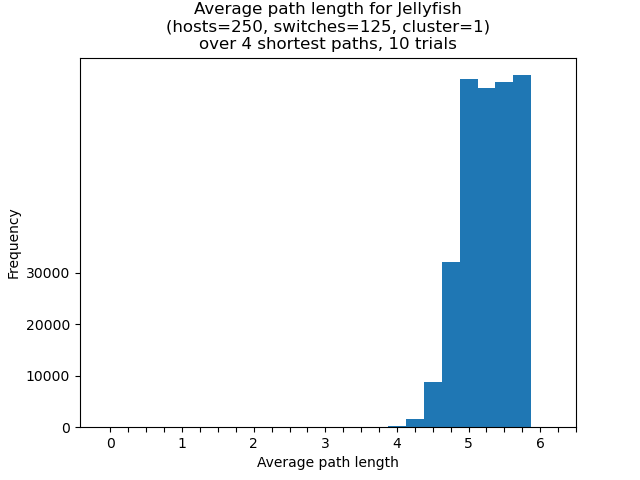 Average path length for Jellyfish
(hosts=250, switches=125, cluster=1)
over 4 shortest paths, 10 trials
Frequency
30000
20000
10000
0
0 1 2 3 4 5 6
Average path length